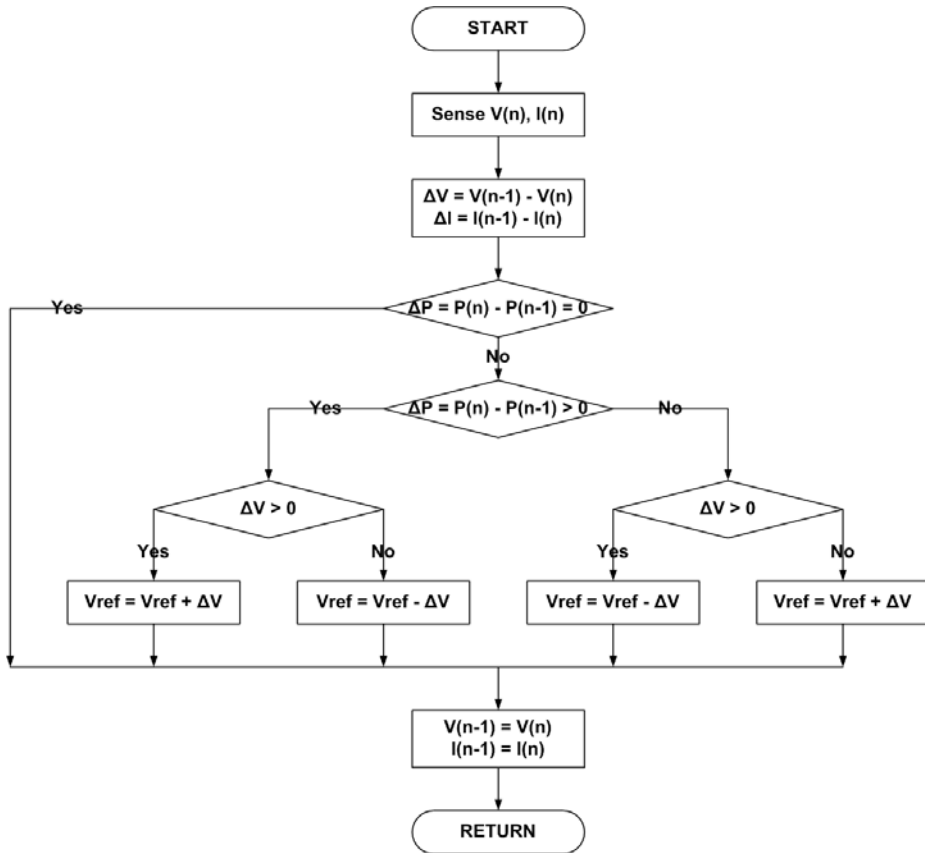 START
Sense V(n), I(n)
ΔV = V(n-1) - V(n)
ΔI = I(n-1) - I(n)
Yes
ΔP = P(n) - P(n-1) = 0
No
Yes
ΔP = P(n) - P(n-1) > 0
No
ΔV > 0
ΔV > 0
Yes
No
Yes
No
Vref = Vref + ΔV
Vref = Vref - ΔV
Vref = Vref - ΔV
Vref = Vref + ΔV
V(n-1) = V(n)
I(n-1) = I(n)
RETURN